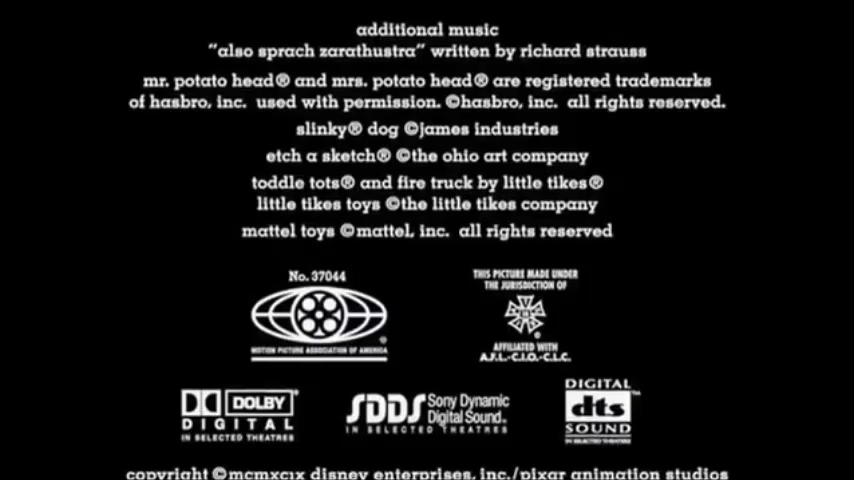 additional music
"also sprach zarathustra" written by richard strauss
mr. potato head® and mrs. potato head® are registered trademarks
of hasbro, inc. used with permission. ©hasbro, inc. all rights reserved.
slinky® dog ©james industries
etch a sketch® ©the ohio art company
toddle tots® and fire truck by little tikes®
little tikes toys ©the little tikes company
mattel toys ©mattel, inc. all rights reserved
No. 37044
®
MOTION PICTURE ASSOCIATION OF AMERICA
THIS PICTURE MADE UNDER
THE JURISDICTION OF
®
AFFILIATED WITH
A.F.L.-C.I.O.-C.L.C.
DOLBY®
DIGITAL
IN SELECTED THEATRES
SDDS Sony Dynamic
Digital Sound™
IN SELECTED THEATRES
DIGITAL
dts™
SOUND
IN SELECTED THEATERS
copyright ©mcmxcix disney enterprises, inc./pixar animation studios